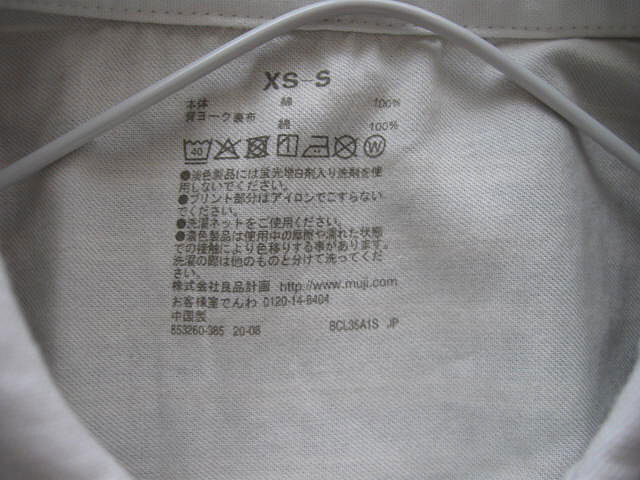 XS-S
本体 綿 100%
背ヨーク裏布
綿 100%
40 W
●淡色製品には蛍光増白剤入り洗剤を使
用しないでください。
●プリント部分はアイロンでこすらない
でください。
●洗濯ネットをご使用ください。
●濃色製品は使用中の摩擦や濡れた状態
での接触により色移りする事があります。
洗濯の際は他のものと分けて洗ってくだ
さい。
株式会社良品計画 http://www.muji.com
お客様室でんわ 0120-14-6404
中国製
853260-385 20-08 BCL35A1S JP